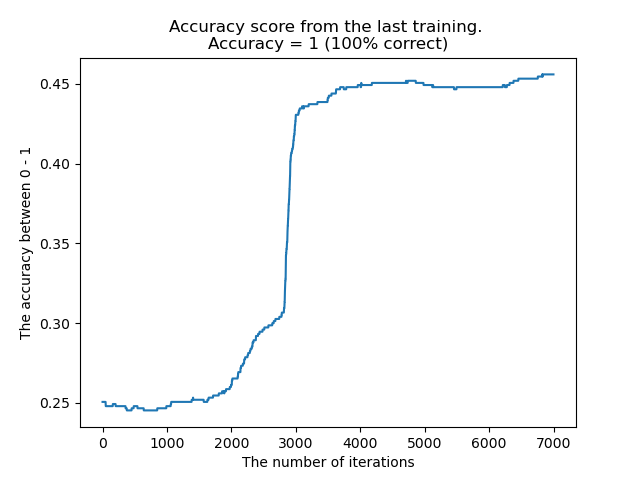 Accuracy score from the last training.
Accuracy = 1 (100% correct)
The accuracy between 0 - 1
0.45
0.40
0.35
0.30
0.25
0 1000 2000 3000 4000 5000 6000 7000
The number of iterations